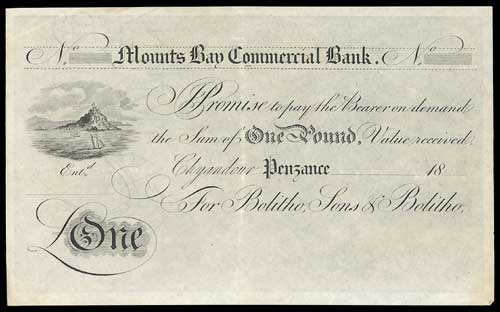 No Mounts Bay Commercial Bank. No
I Promise to pay the Bearer on demand
the Sum of One Pound, Value received.
Entd. Chyandour Penzance 18
For Bolitho, Sons & Bolitho.
£One